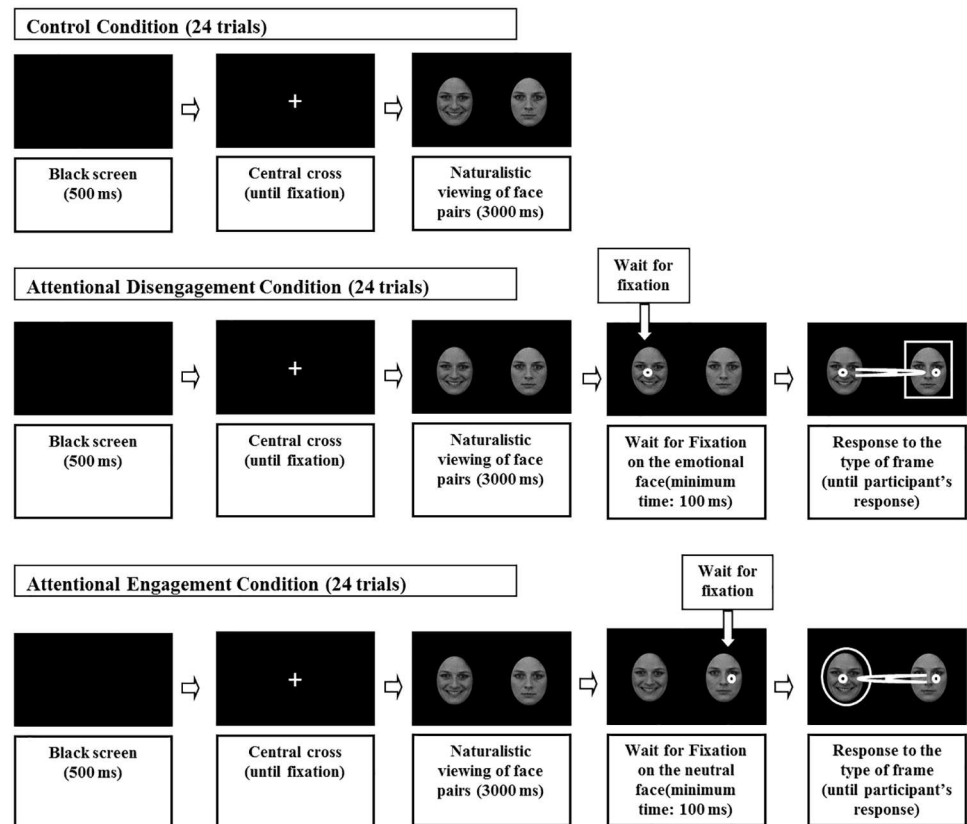 Control Condition (24 trials)
Black screen
(500 ms)
Central cross
(until fixation)
Naturalistic
viewing of face
pairs (3000 ms)
Attentional Disengagement Condition (24 trials)
Wait for
fixation
Black screen
(500 ms)
Central cross
(until fixation)
Naturalistic
viewing of face
pairs (3000 ms)
Wait for Fixation
on the emotional
face(minimum
time: 100 ms)
Response to the
type of frame
(until participant's
response)
Attentional Engagement Condition (24 trials)
Wait for
fixation
Black screen
(500 ms)
Central cross
(until fixation)
Naturalistic
viewing of face
pairs (3000 ms)
Wait for Fixation
on the neutral
face(minimum
time: 100 ms)
Response to the
type of frame
(until participant's
response)